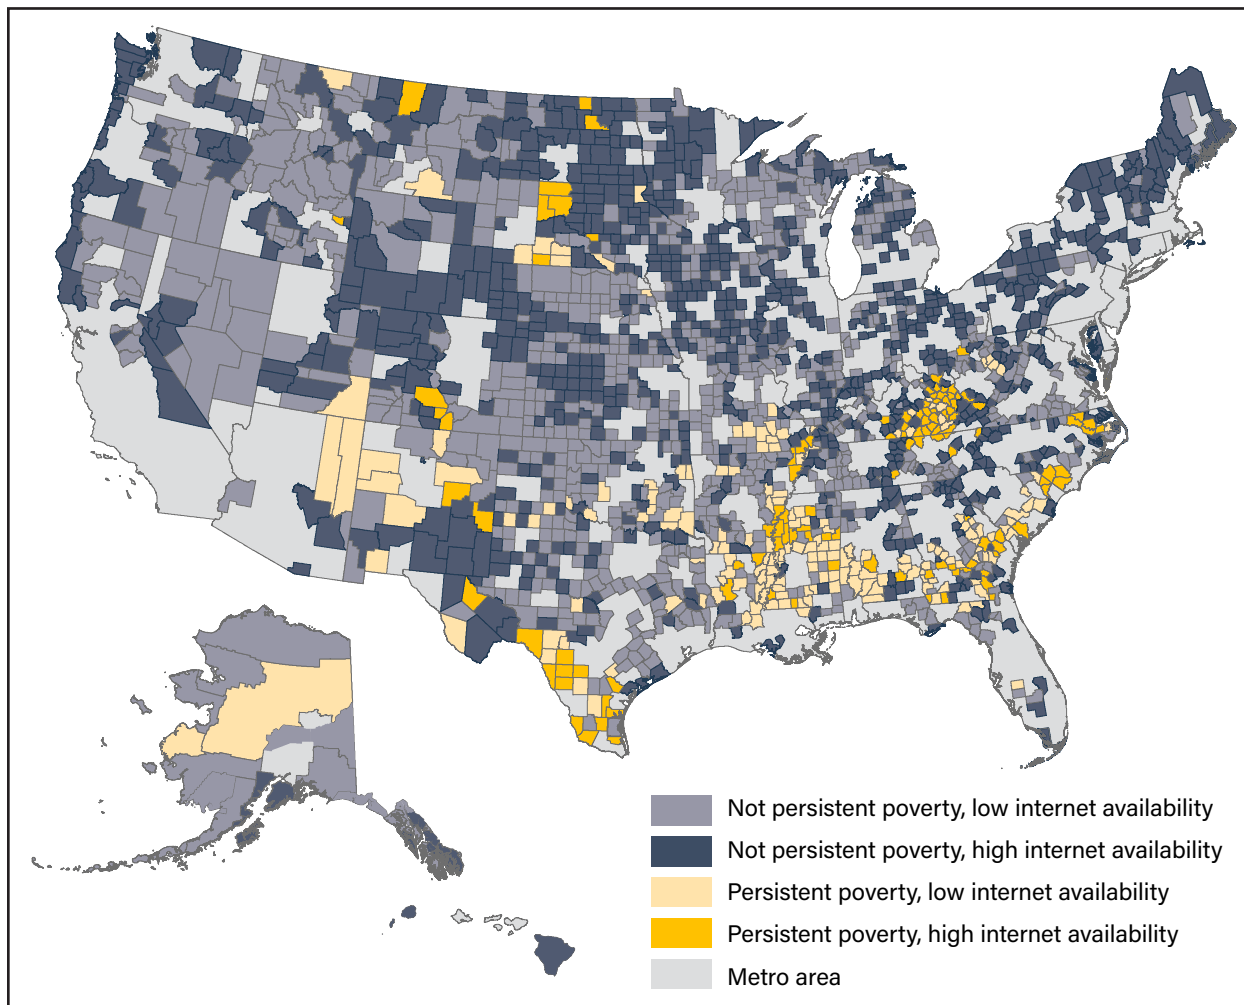 Not persistent poverty, low internet availability
Not persistent poverty, high internet availability
Persistent poverty, low internet availability
Persistent poverty, high internet availability
Metro area